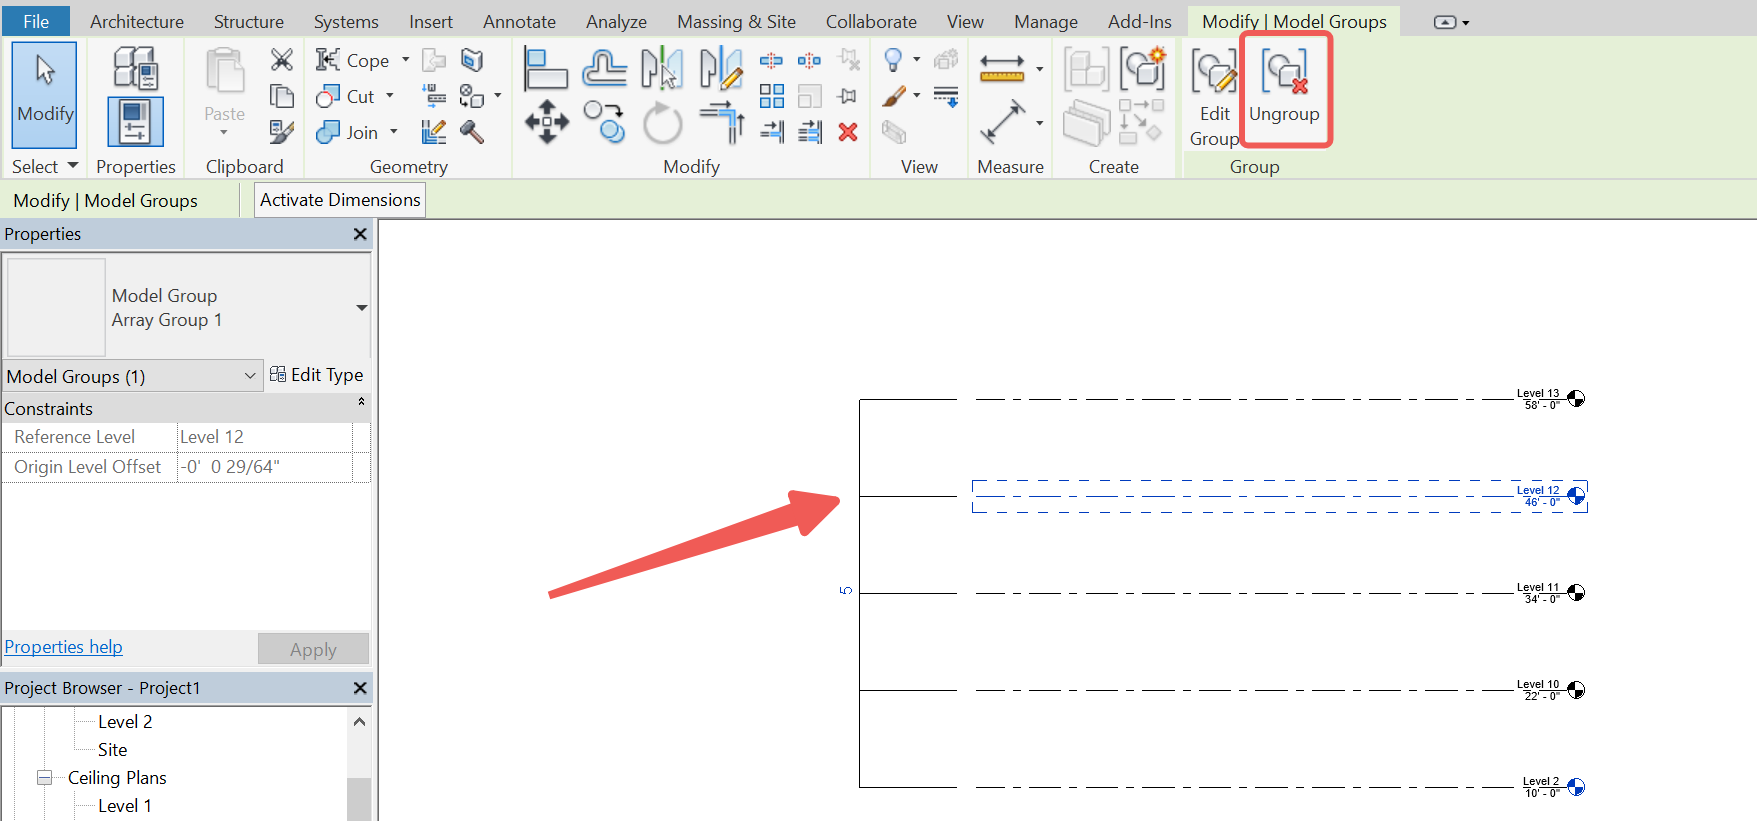 File Architecture Structure Systems Insert Annotate Analyze Massing & Site Collaborate View Manage Add-Ins Modify | Model Groups
Modify
Select
Properties
Paste
Clipboard
Cope
Cut
Join
Geometry
Modify
View
Measure
Create
Edit
Group
Ungroup
Group
Modify | Model Groups
Activate Dimensions
Properties
Model Group
Array Group 1
Model Groups (1)
Edit Type
Constraints
Reference Level Level 12
Origin Level Offset -0' 0 29/64"
Properties help
Apply
Project Browser - Project1
Level 2
Site
Ceiling Plans
Level 1
Level 13
58' - 0"
Level 12
46' - 0"
5
Level 11
34' - 0"
Level 10
22' - 0"
Level 2
10' - 0"